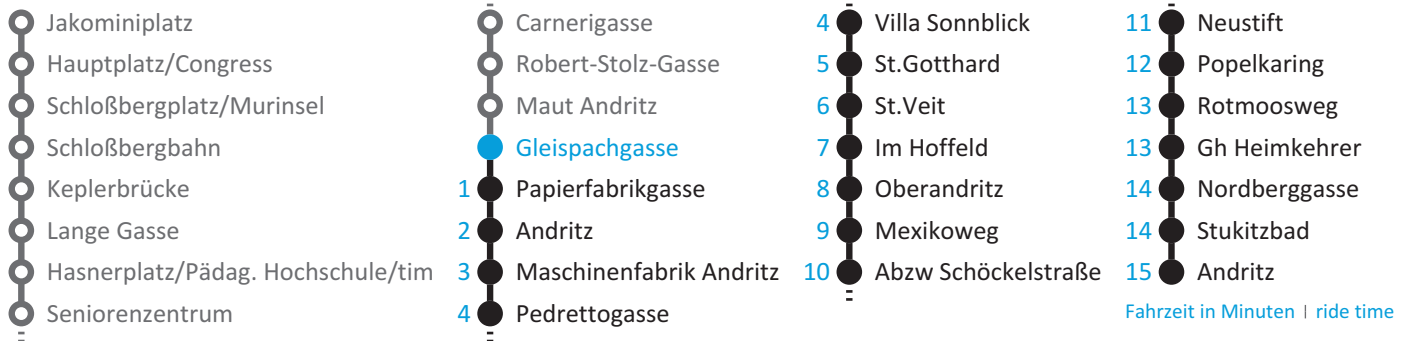 Jakominiplatz
Hauptplatz/Congress
Schloßbergplatz/Murinsel
Schloßbergbahn
Keplerbrücke
Lange Gasse
Hasnerplatz/Pädag. Hochschule/tim
Seniorenzentrum
Carnerigasse
Robert-Stolz-Gasse
Maut Andritz
Gleispachgasse
1 Papierfabrikgasse
2 Andritz
3 Maschinenfabrik Andritz
4 Pedrettogasse
4 Villa Sonnblick
5 St.Gotthard
6 St.Veit
7 Im Hoffeld
8 Oberandritz
9 Mexikoweg
10 Abzw Schöckelstraße
11 Neustift
12 Popelkaring
13 Rotmoosweg
13 Gh Heimkehrer
14 Nordberggasse
14 Stukitzbad
15 Andritz
Fahrzeit in Minuten | ride time